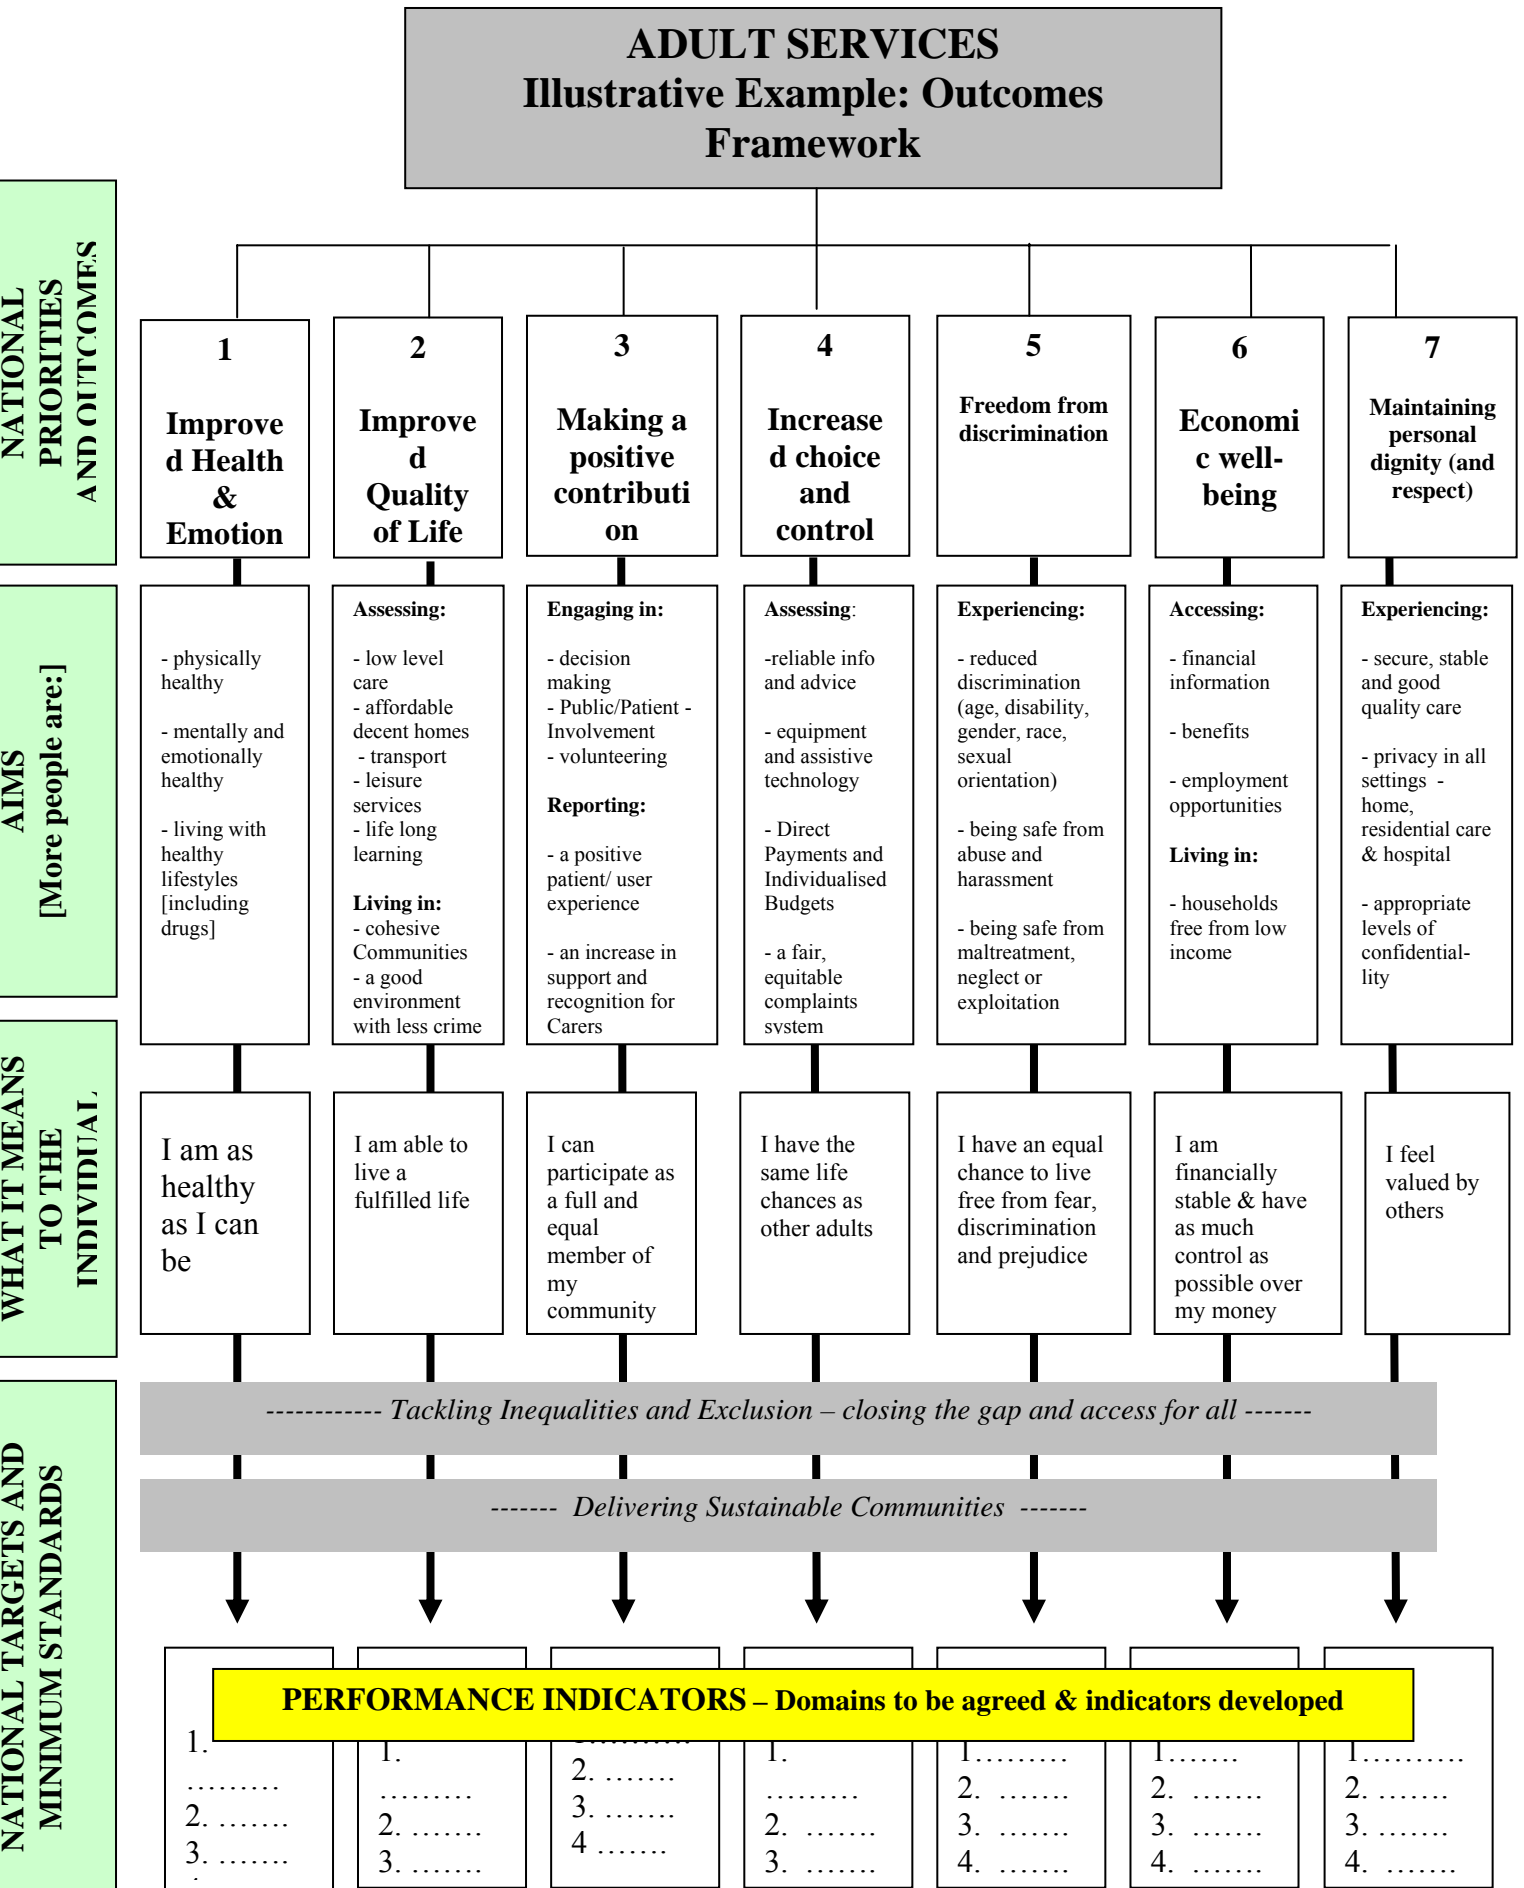 ADULT SERVICES
Illustrative Example: Outcomes
Framework
NATIONAL
PRIORITIES
AND OUTCOMES
1
Improve
d Health
&
Emotion
2
Improve
d
Quality
of Life
3
Making a
positive
contributi
on
4
Increase
d choice
and
control
5
Freedom from
discrimination
6
Economi
c well-
being
7
Maintaining
personal
dignity (and
respect)
AIMS
[More people are:]
- physically
healthy
- mentally and
emotionally
healthy
- living with
healthy
lifestyles
[including
drugs]
Assessing:
- low level
care
- affordable
decent homes
- transport
- leisure
services
- life long
learning
Living in:
- cohesive
Communities
- a good
environment
with less crime
Engaging in:
- decision
making
- Public/Patient -
Involvement
- volunteering
Reporting:
- a positive
patient/ user
experience
- an increase in
support and
recognition for
Carers
Assessing:
-reliable info
and advice
- equipment
and assistive
technology
- Direct
Payments and
Individualised
Budgets
- a fair,
equitable
complaints
system
Experiencing:
- reduced
discrimination
(age, disability,
gender, race,
sexual
orientation)
- being safe from
abuse and
harassment
- being safe from
maltreatment,
neglect or
exploitation
Accessing:
- financial
information
- benefits
- employment
opportunities
Living in:
- households
free from low
income
Experiencing:
- secure, stable
and good
quality care
- privacy in all
settings -
home,
residential care
& hospital
- appropriate
levels of
confidential-
lity
WHAT IT MEANS
TO THE
INDIVIDUAL
I am as
healthy
as I can
be
I am able to
live a
fulfilled life
I can
participate as
a full and
equal
member of
my
community
I have the
same life
chances as
other adults
I have an equal
chance to live
free from fear,
discrimination
and prejudice
I am
financially
stable & have
as much
control as
possible over
my money
I feel
valued by
others
------------ Tackling Inequalities and Exclusion – closing the gap and access for all -------
------- Delivering Sustainable Communities -------
NATIONAL TARGETS AND
MINIMUM STANDARDS
PERFORMANCE INDICATORS – Domains to be agreed & indicators developed
1.
………
2. …….
3. …….
1.
………
2. …….
3. …….
2. …….
3. …….
4 …….
1.
………
2. …….
3. …….
1………
2. …….
3. …….
4. …….
1…….
2. …….
3. …….
4. …….
1……….
2. …….
3. …….
4. …….